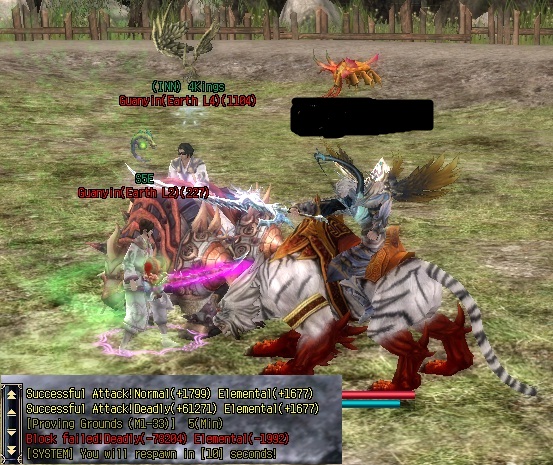 (INN) 4Kings
Guanyin(Earth L4)(1104)
SSE
Guanyin(Earth L2)(227)
Successful Attack!Normal(+1799) Elemental(+1677)
Successful Attack!Deadly(+61271) Elemental(+1677)
[Proving Grounds (M1-33)] 5(Min)
Block failed!Deadly(-78204) Elemental(-1992)
[SYSTEM] You will respawn in [10] seconds!